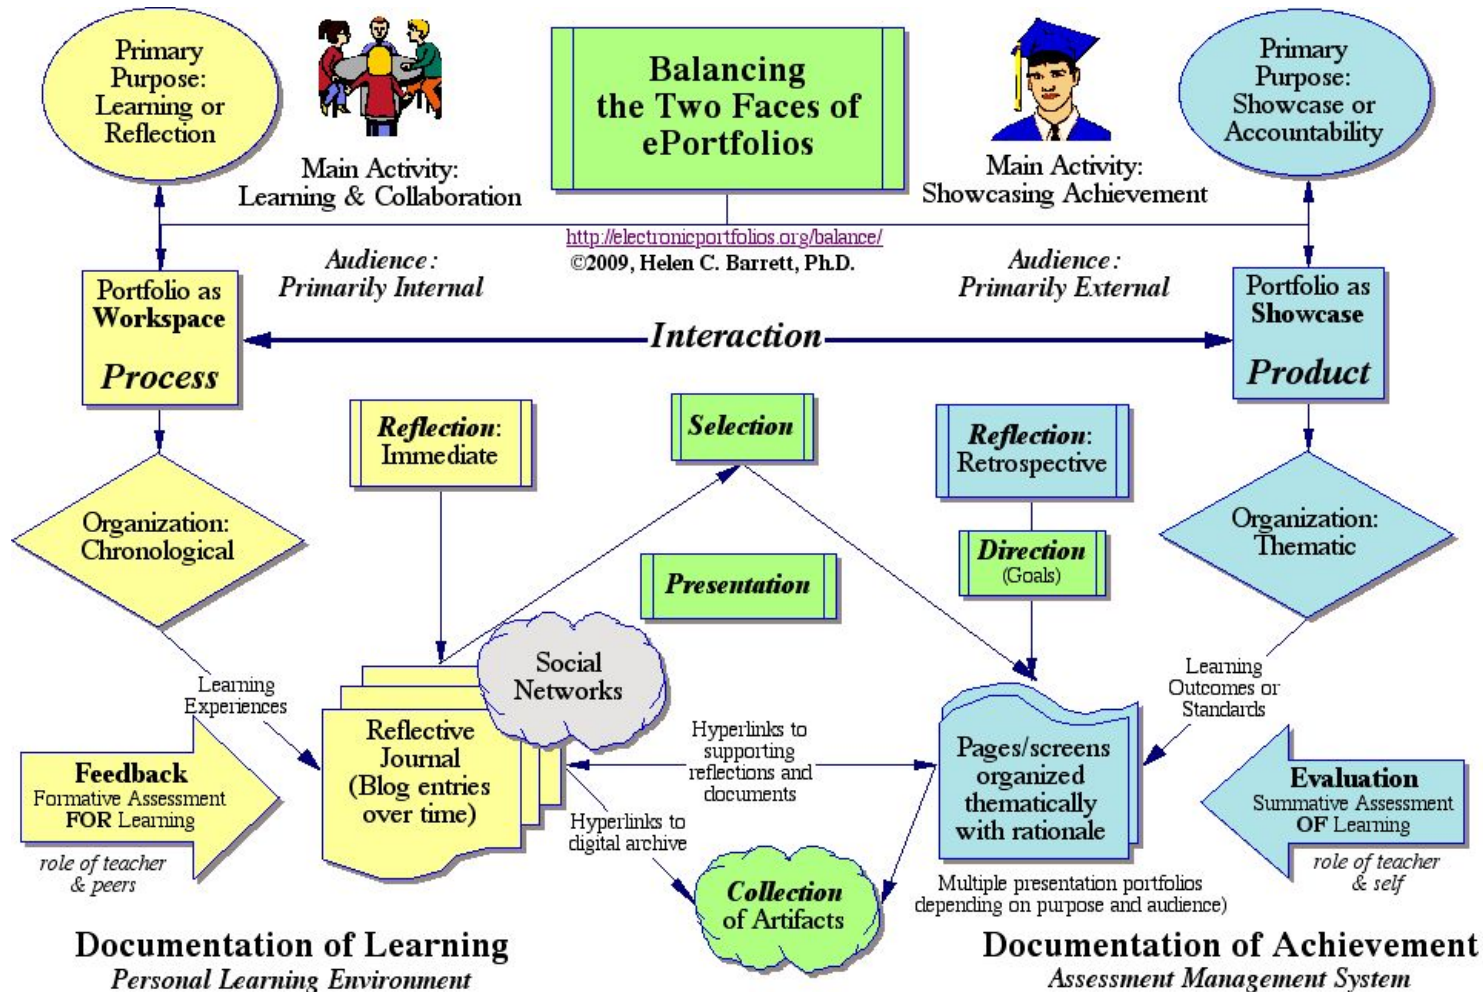 Primary
Purpose:
Learning or
Reflection
Main Activity:
Learning & Collaboration
Balancing
the Two Faces of
ePortfolios
Main Activity:
Showcasing Achievement
Primary
Purpose:
Showcase or
Accountability
http://electronicportfolios.org/balance/
©2009, Helen C. Barrett, Ph.D.
Audience:
Primarily Internal
Audience:
Primarily External
Portfolio as
Workspace
Process
Interaction
Portfolio as
Showcase
Product
Reflection:
Immediate
Selection
Reflection:
Retrospective
Organization:
Chronological
Presentation
Direction
(Goals)
Organization:
Thematic
Learning
Experiences
Social
Networks
Learning
Outcomes or
Standards
Feedback
Formative Assessment
FOR Learning
role of teacher
& peers
Reflective
Journal
(Blog entries
over time)
Hyperlinks to
supporting
reflections and
documents
Hyperlinks to
digital archive
Pages/screens
organized
thematically
with rationale
Evaluation
Summative Assessment
OF Learning
role of teacher
& self
Collection
of Artifacts
Multiple presentation portfolios
depending on purpose and audience)
Documentation of Learning
Personal Learning Environment
Documentation of Achievement
Assessment Management System